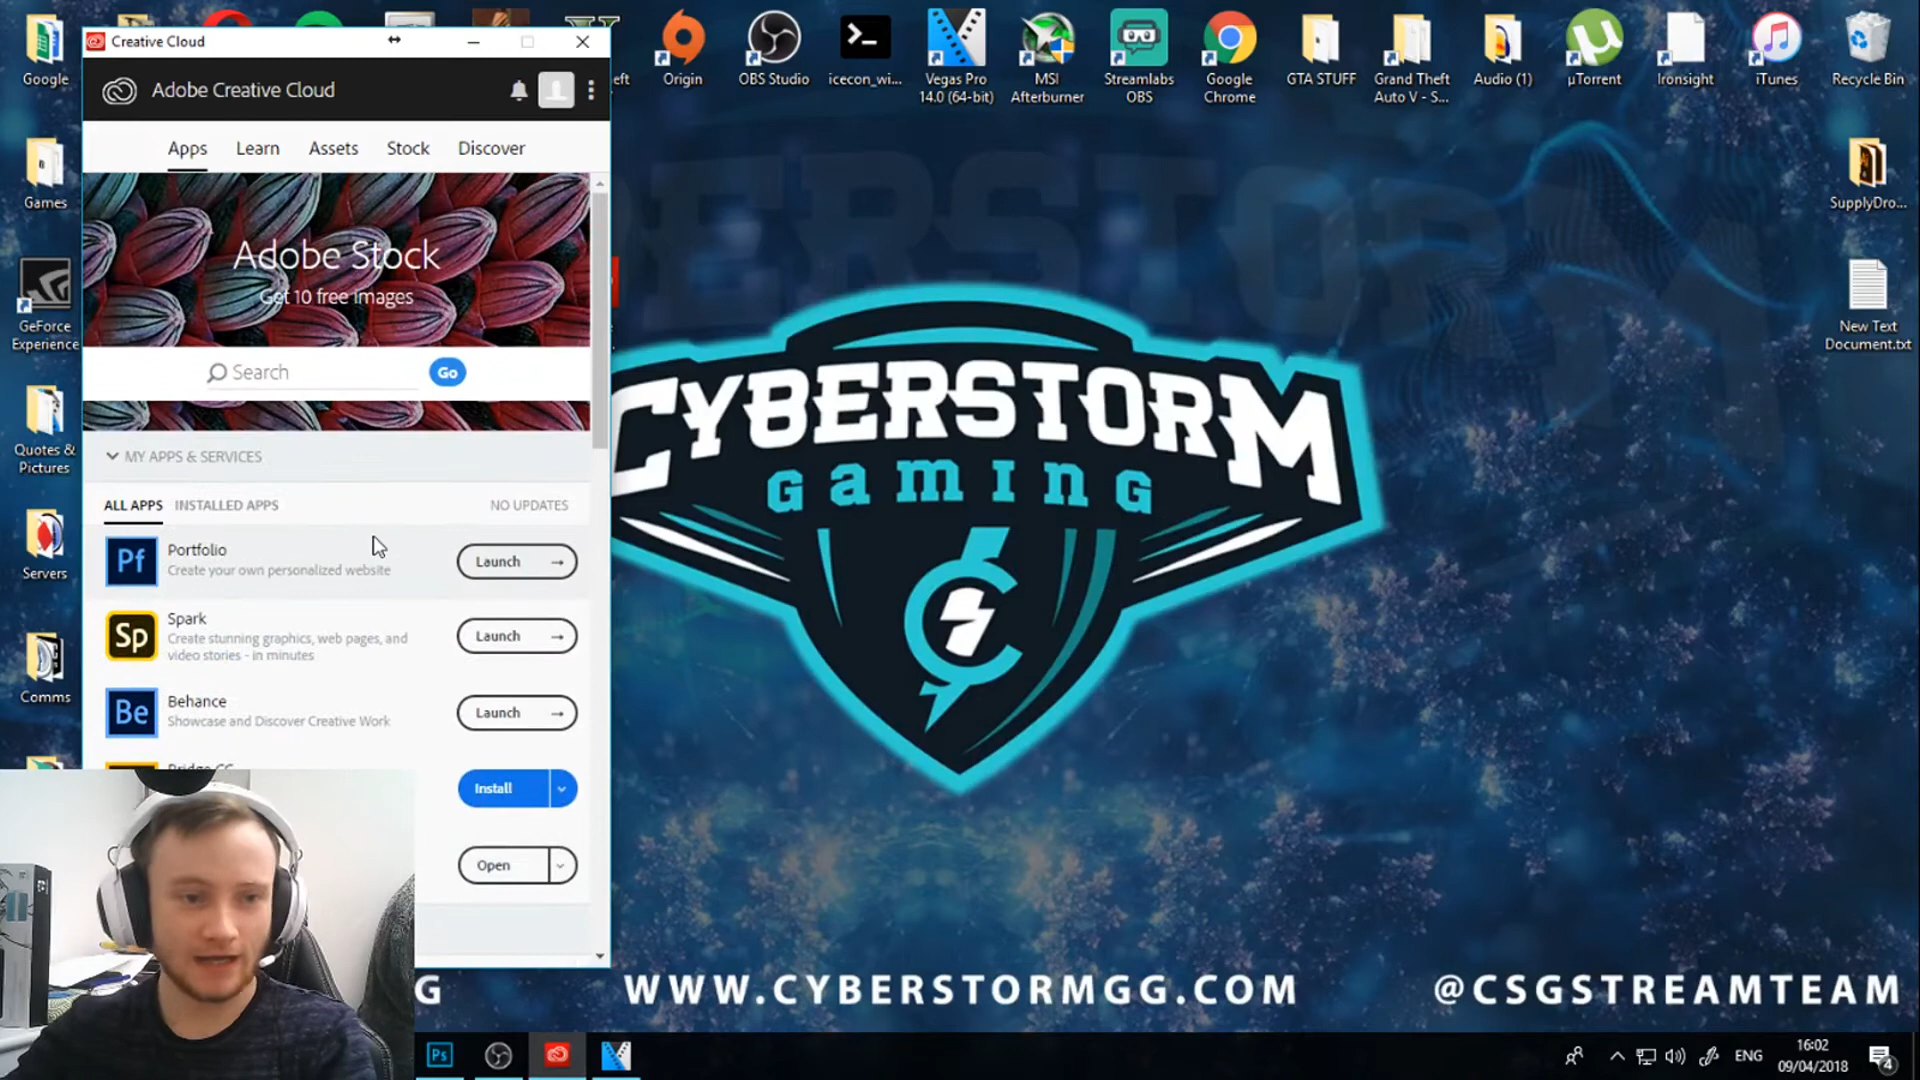 Creative Cloud
Adobe Creative Cloud
Apps Learn Assets Stock Discover
Adobe Stock
Get 10 free images
Search Go
MY APPS & SERVICES
ALL APPS INSTALLED APPS NO UPDATES
Pf Portfolio Launch →
Create your own personalized website
Sp Spark Launch →
Create stunning graphics, web pages, and
video stories - in minutes
Be Behance Launch →
Showcase and Discover Creative Work
Bridge CC
Install
Open
Google
Games
GeForce
Experience
Quotes &
Pictures
Servers
Comms
Origin
OBS Studio
icecon_wi...
Vegas Pro
14.0 (64-bit)
MSI
Afterburner
Streamlabs
OBS
Google
Chrome
GTA STUFF
Grand Theft
Auto V - S...
Audio (1)
µTorrent
Ironsight
iTunes
Recycle Bin
SupplyDro...
New Text
Document.txt
CYBERSTORM
GAMING
G
WWW.CYBERSTORMGG.COM
@CSGSTREAMTEAM
Ps
ENG
16:02
09/04/2018
4